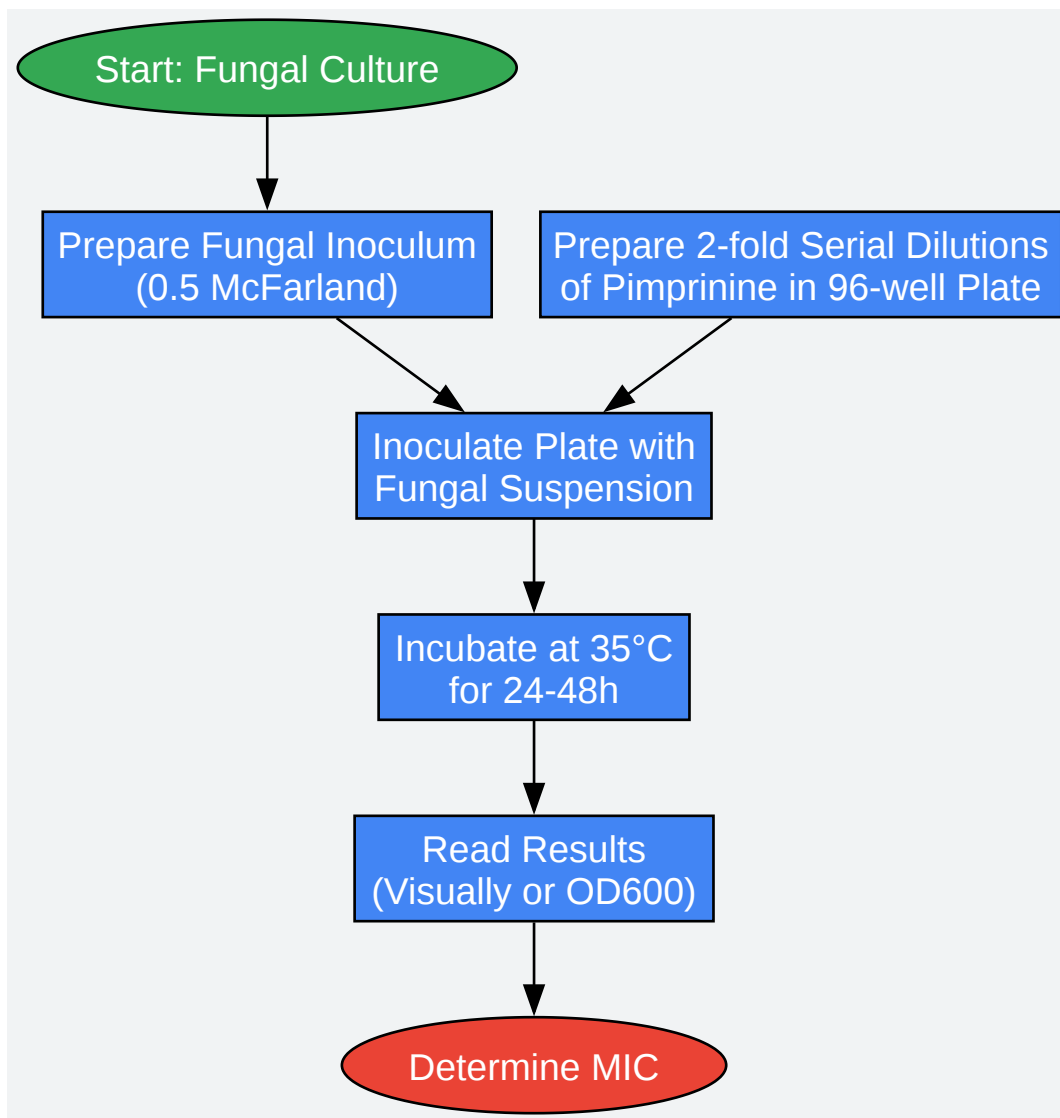 Start: Fungal Culture
Prepare Fungal Inoculum
(0.5 McFarland)
Prepare 2-fold Serial Dilutions
of Pimprinine in 96-well Plate
Inoculate Plate with
Fungal Suspension
Incubate at 35°C
for 24-48h
Read Results
(Visually or OD600)
Determine MIC